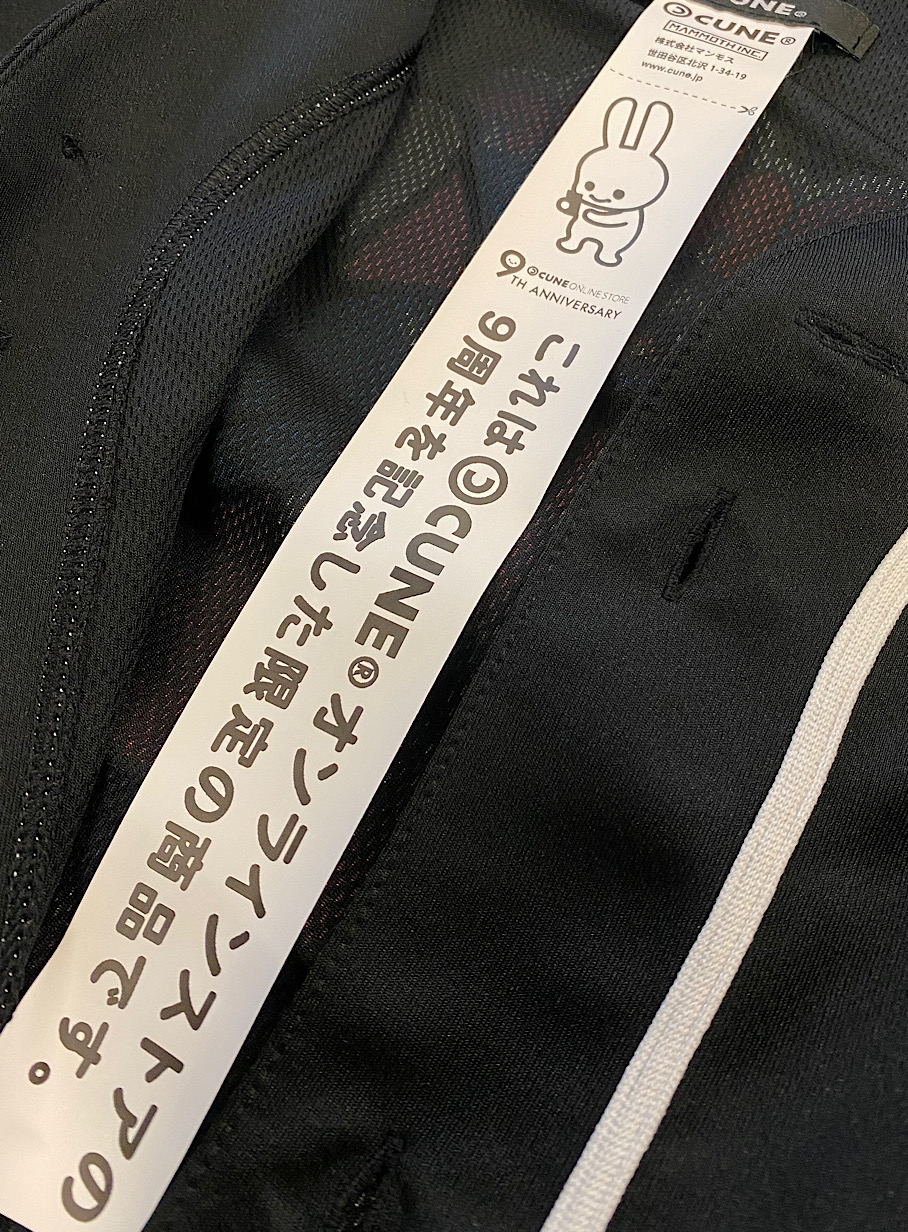 CUNE®
CUNE®
MAMMOTH INC.
株式会社マンモス
世田谷区北沢 1-34-19
www.cune.jp
9 CUNE ONLINE STORE
TH ANNIVERSARY
これは CUNE®オンラインストアの
9周年を記念した限定の商品です。